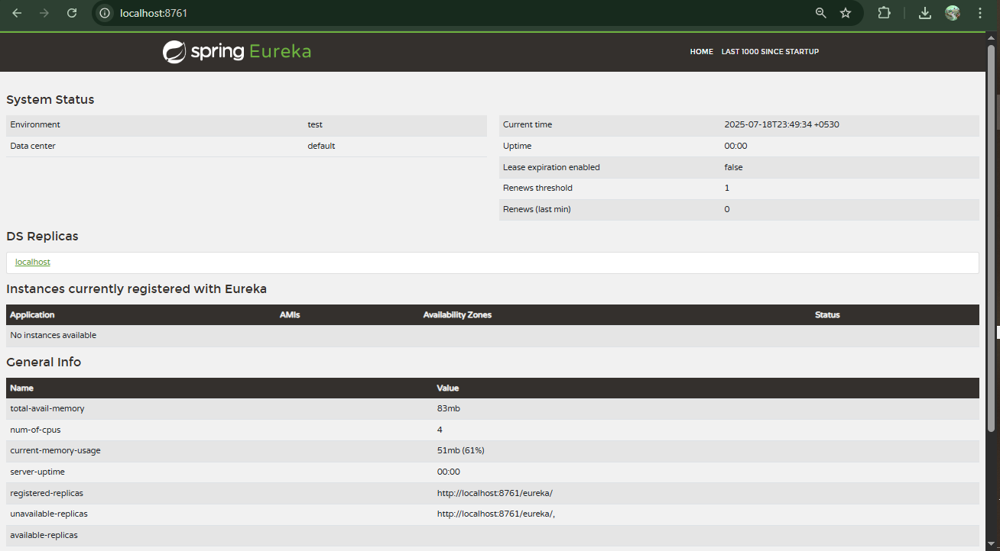 localhost:8761
spring Eureka
HOME LAST 1000 SINCE STARTUP
System Status
Environment test
Data center default
Current time 2025-07-18T23:49:34 +0530
Uptime 00:00
Lease expiration enabled false
Renews threshold 1
Renews (last min) 0
DS Replicas
localhost
Instances currently registered with Eureka
Application AMIs Availability Zones Status
No instances available
General Info
Name Value
total-avail-memory 83mb
num-of-cpus 4
current-memory-usage 51mb (61%)
server-uptime 00:00
registered-replicas http://localhost:8761/eureka/
unavailable-replicas http://localhost:8761/eureka/,
available-replicas